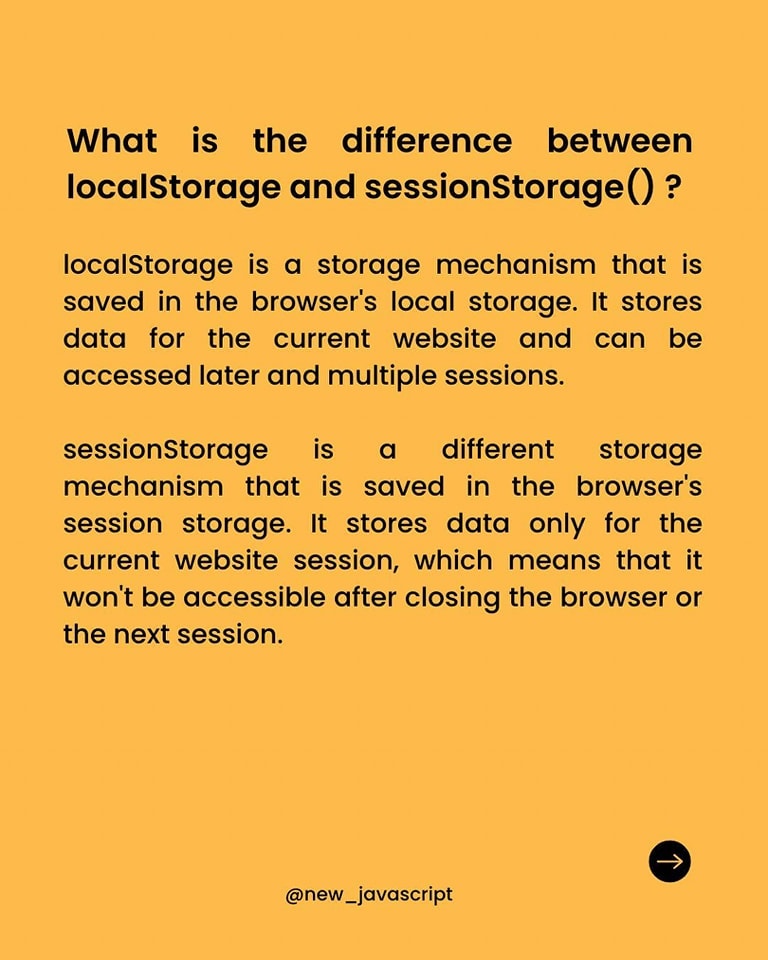 What is the difference between
localStorage and sessionStorage() ?
localStorage is a storage mechanism that is
saved in the browser's local storage. It stores
data for the current website and can be
accessed later and multiple sessions.
sessionStorage is a different storage
mechanism that is saved in the browser's
session storage. It stores data only for the
current website session, which means that it
won't be accessible after closing the browser or
the next session.
@new_javascript